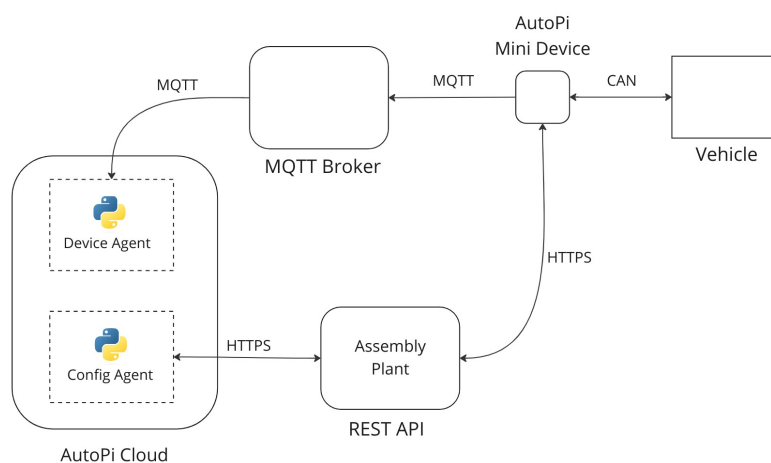 AutoPi
Mini Device
MQTT
MQTT
CAN
MQTT Broker
Vehicle
Device Agent
HTTPS
HTTPS
Assembly
Plant
Config Agent
REST API
AutoPi Cloud